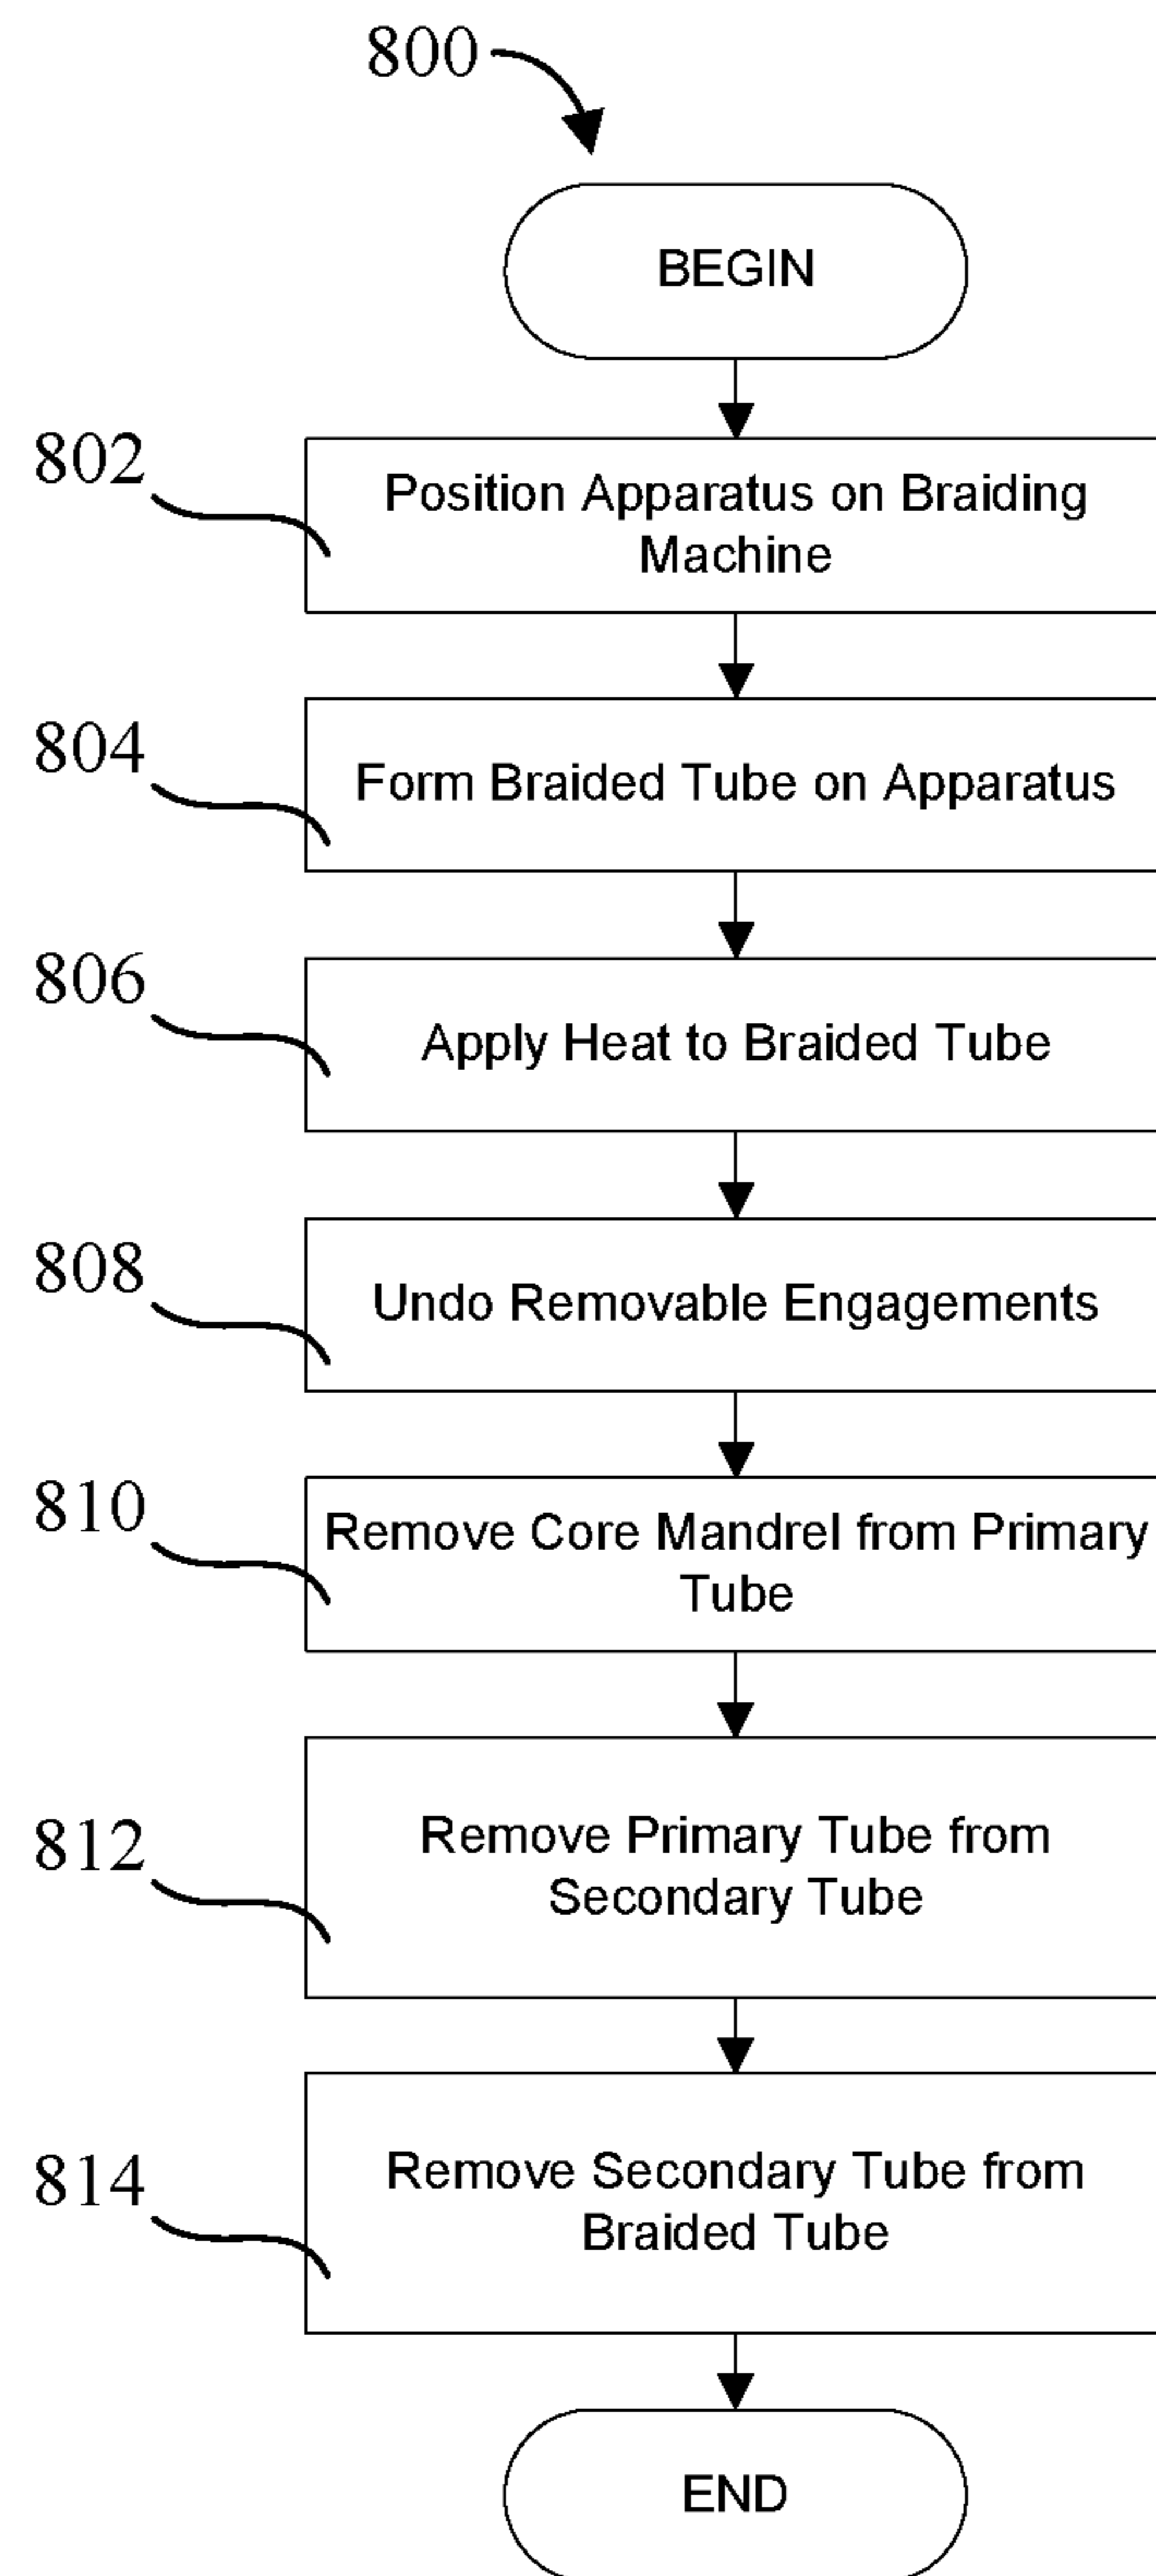 800
BEGIN
802
Position Apparatus on Braiding
Machine
804
Form Braided Tube on Apparatus
806
Apply Heat to Braided Tube
808
Undo Removable Engagements
810
Remove Core Mandrel from Primary
Tube
812
Remove Primary Tube from
Secondary Tube
814
Remove Secondary Tube from
Braided Tube
END